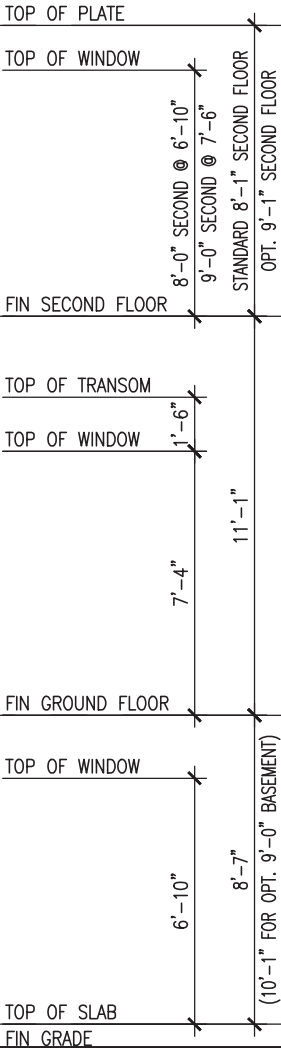 TOP OF PLATE
TOP OF WINDOW
8'-0" SECOND @ 6'-10"
9'-0" SECOND @ 7'-6"
STANDARD 8'-1" SECOND FLOOR
OPT. 9'-1" SECOND FLOOR
FIN SECOND FLOOR
TOP OF TRANSOM
1'-6"
TOP OF WINDOW
7'-4"
11'-1"
FIN GROUND FLOOR
TOP OF WINDOW
6'-10"
8'-7"
(10'-1" FOR OPT. 9'-0" BASEMENT)
TOP OF SLAB
FIN GRADE